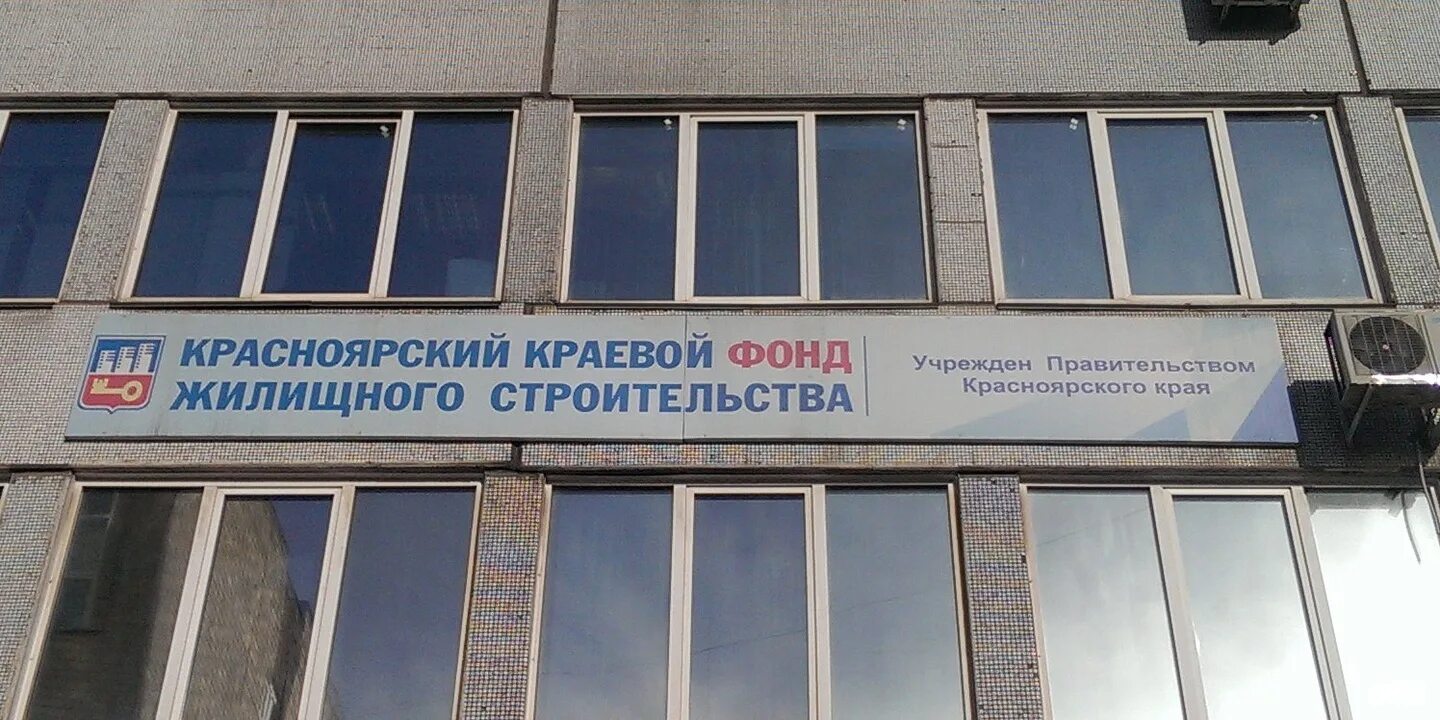 КРАСНОЯРСКИЙ КРАЕВОЙ ФОНД
ЖИЛИЩНОГО СТРОИТЕЛЬСТВА
Учрежден Правительством
Красноярского края